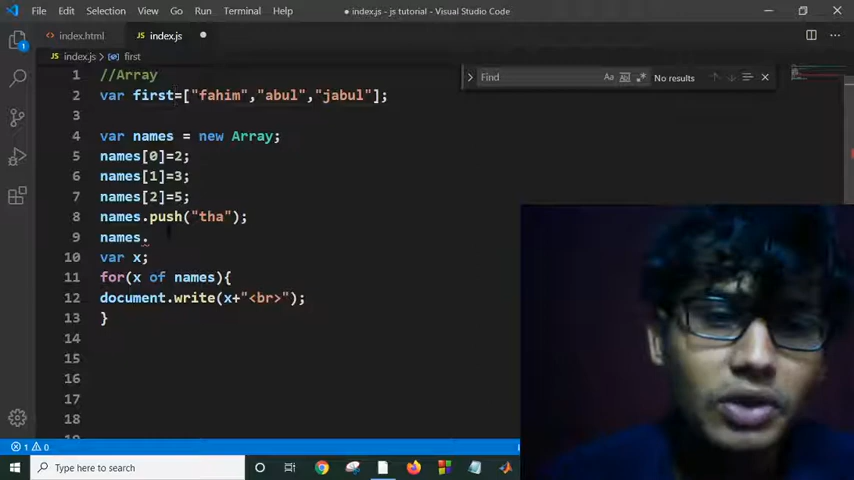 File Edit Selection View Go Run Terminal Help
● index.js - js tutorial - Visual Studio Code
index.html
index.js
index.js > first
1 //Array
2 var first=["fahim","abul","jabul"];
3
4 var names = new Array;
5 names[0]=2;
6 names[1]=3;
7 names[2]=5;
8 names.push("tha");
9 names.
10 var x;
11 for(x of names){
12 document.write(x+"<br>");
13 }
14
15
16
17
18
Find Aa No results
1 0
Type here to search